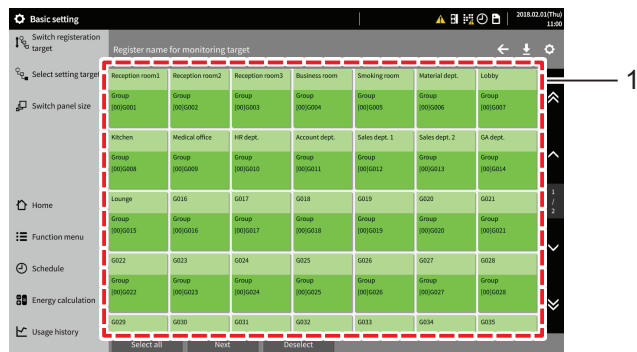 Basic setting
2018.02.01(Thu)
11:00
Switch registeration
target
Register name for monitoring target
Select setting target
Switch panel size
Home
Function menu
Schedule
Energy calculation
Usage history
Reception room1 Reception room2 Reception room3 Business room Smoking room Material dept. Lobby
Group Group Group Group Group Group Group
[00]G001 [00]G002 [00]G003 [00]G004 [00]G005 [00]G006 [00]G007
Kitchen Medical office HR dept. Account dept. Sales dept. 1 Sales dept. 2 GA dept.
Group Group Group Group Group Group Group
[00]G008 [00]G009 [00]G010 [00]G011 [00]G012 [00]G013 [00]G014
Lounge G016 G017 G018 G019 G020 G021
Group Group Group Group Group Group Group
[00]G015 [00]G016 [00]G017 [00]G018 [00]G019 [00]G020 [00]G021
G022 G023 G024 G025 G026 G027 G028
Group Group Group Group Group Group Group
[00]G022 [00]G023 [00]G024 [00]G025 [00]G026 [00]G027 [00]G028
G029 G030 G031 G032 G033 G034 G035
1
/
2
Select all Next Deselect
1